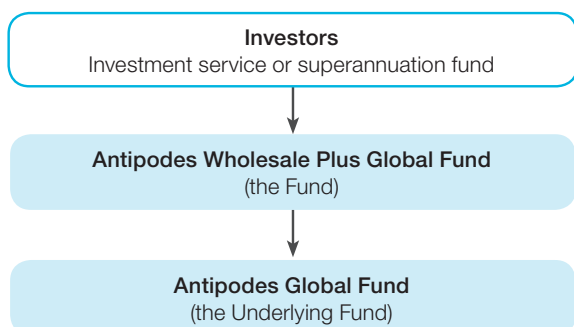 Investors
Investment service or superannuation fund
Antipodes Wholesale Plus Global Fund
(the Fund)
Antipodes Global Fund
(the Underlying Fund)